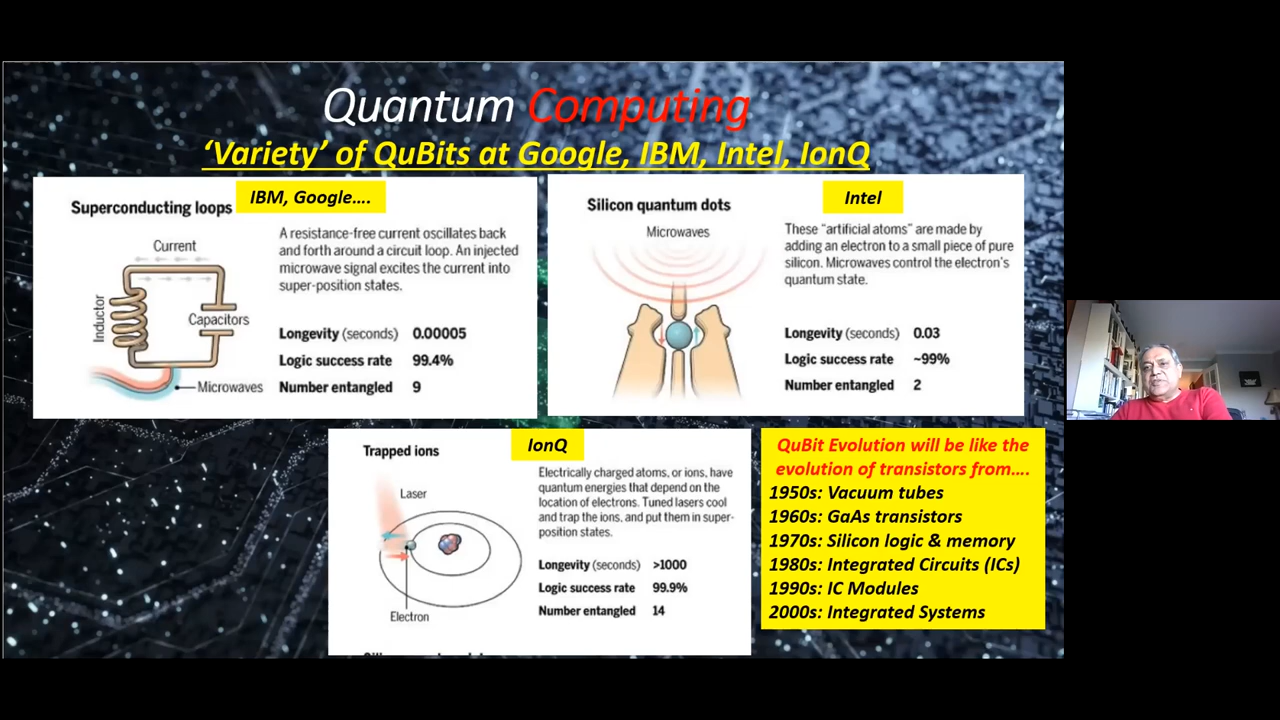 Quantum Computing
‘Variety’ of QuBits at Google, IBM, Intel, IonQ
Superconducting loops
IBM, Google....
Current
Inductor
Capacitors
Microwaves
A resistance-free current oscillates back
and forth around a circuit loop. An injected
microwave signal excites the current into
super-position states.
Longevity (seconds) 0.00005
Logic success rate 99.4%
Number entangled 9
Silicon quantum dots
Intel
Microwaves
These “artificial atoms” are made by
adding an electron to a small piece of pure
silicon. Microwaves control the electron’s
quantum state.
Longevity (seconds) 0.03
Logic success rate ~99%
Number entangled 2
Trapped ions
IonQ
Laser
Electron
Electrically charged atoms, or ions, have
quantum energies that depend on the
location of electrons. Tuned lasers cool
and trap the ions, and put them in super-
position states.
Longevity (seconds) >1000
Logic success rate 99.9%
Number entangled 14
QuBit Evolution will be like the
evolution of transistors from....
1950s: Vacuum tubes
1960s: GaAs transistors
1970s: Silicon logic & memory
1980s: Integrated Circuits (ICs)
1990s: IC Modules
2000s: Integrated Systems